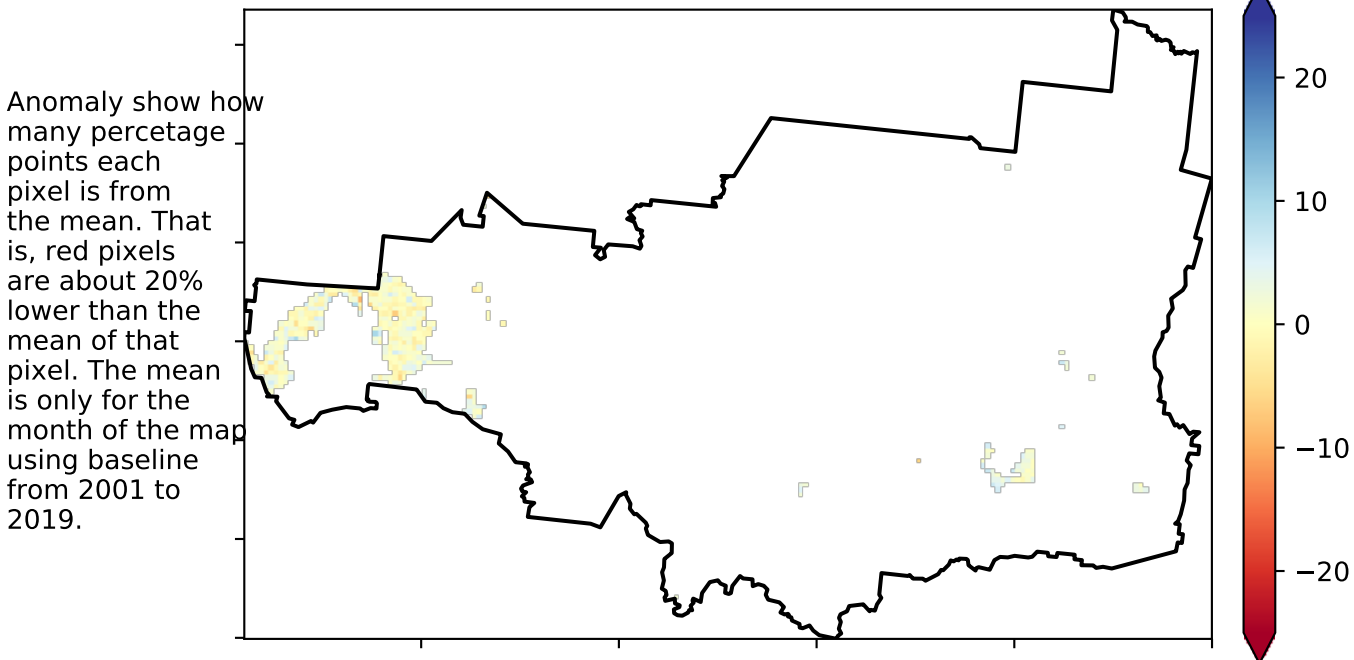 Anomaly show how
many percetage
points each
pixel is from
the mean. That
is, red pixels
are about 20%
lower than the
mean of that
pixel. The mean
is only for the
month of the map
using baseline
from 2001 to
2019.
20
10
0
−10
−20